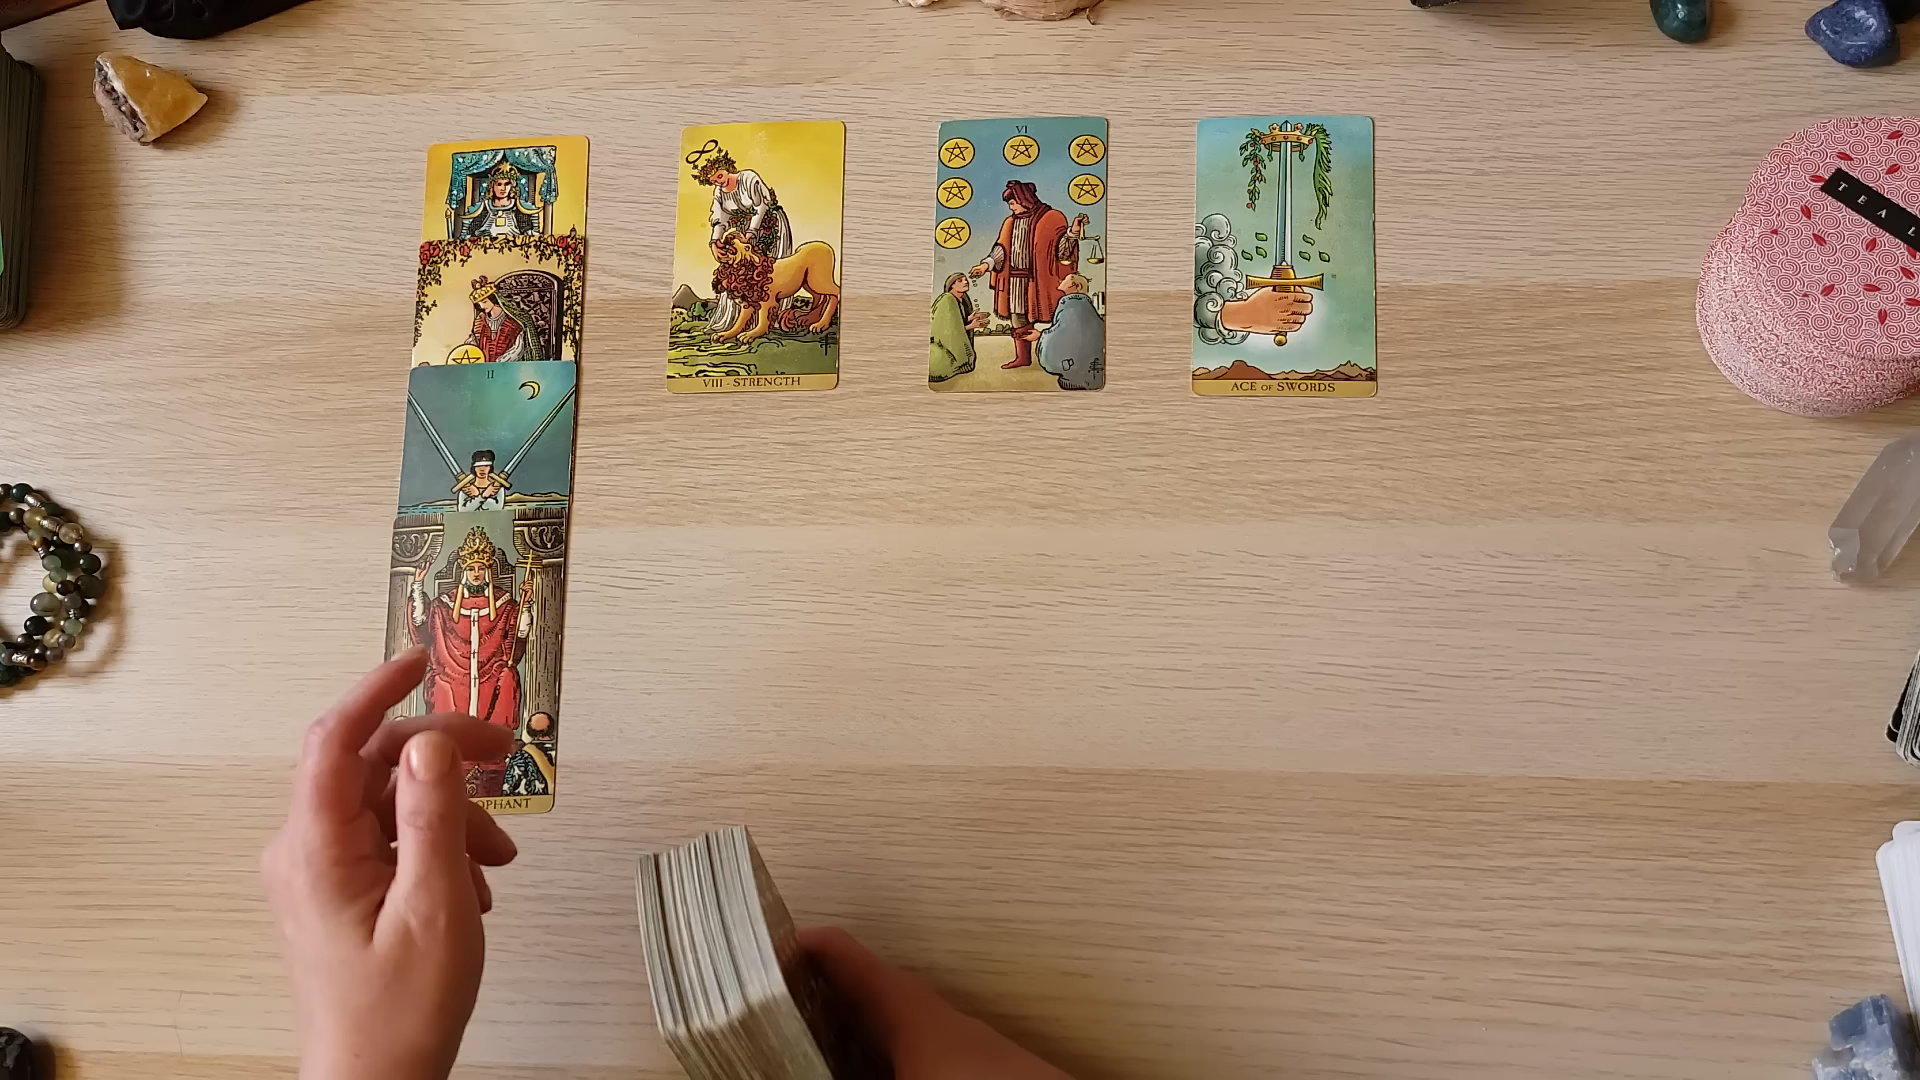 VIII - STRENGTH
VI
ACE OF SWORDS
II
OPHANT
TEAL